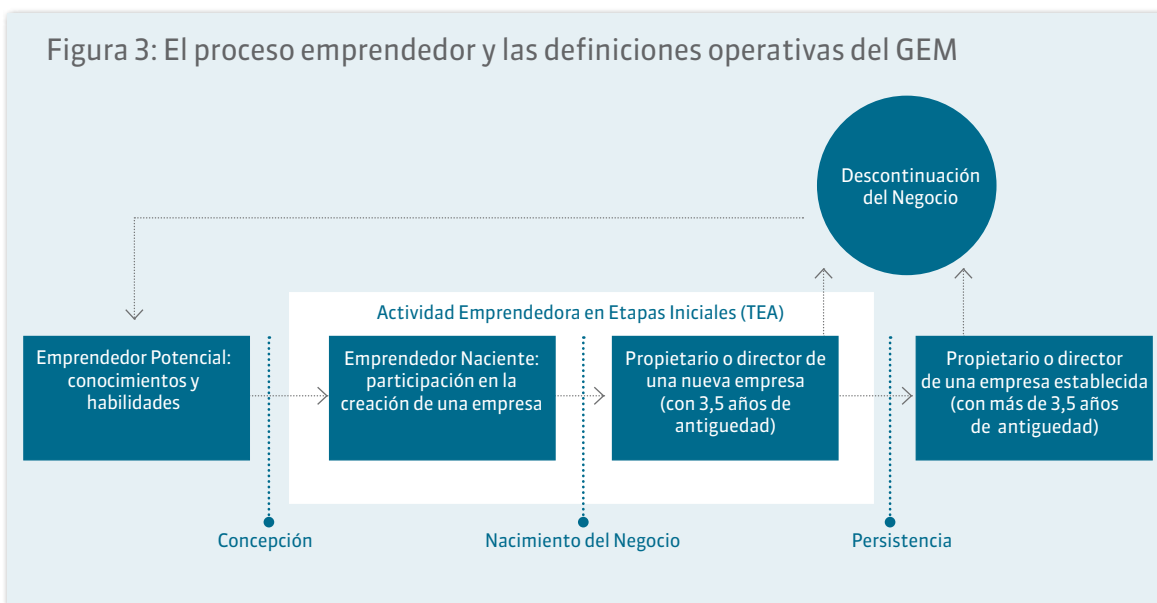 Figura 3: El proceso emprendedor y las definiciones operativas del GEM
Descontinuación
del Negocio
Actividad Emprendedora en Etapas Iniciales (TEA)
Emprendedor Potencial:
conocimientos y
habilidades
Emprendedor Naciente:
participación en la
creación de una empresa
Propietario o director de
una nueva empresa
(con 3,5 años de
antiguedad)
Propietario o director
de una empresa establecida
(con más de 3,5 años
de antiguedad)
Concepción
Nacimiento del Negocio
Persistencia